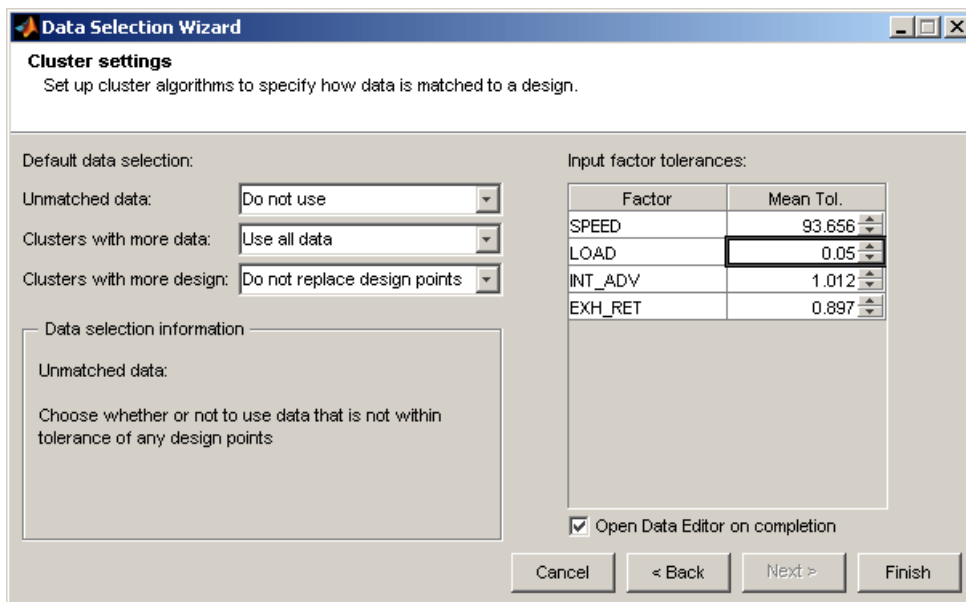 Data Selection Wizard
Cluster settings
Set up cluster algorithms to specify how data is matched to a design.
Default data selection:
Unmatched data: Do not use
Clusters with more data: Use all data
Clusters with more design: Do not replace design points
Data selection information
Unmatched data:
Choose whether or not to use data that is not within
tolerance of any design points
Input factor tolerances:
Factor Mean Tol.
SPEED 93.656
LOAD 0.05
INT_ADV 1.012
EXH_RET 0.897
Open Data Editor on completion
Cancel < Back Next > Finish